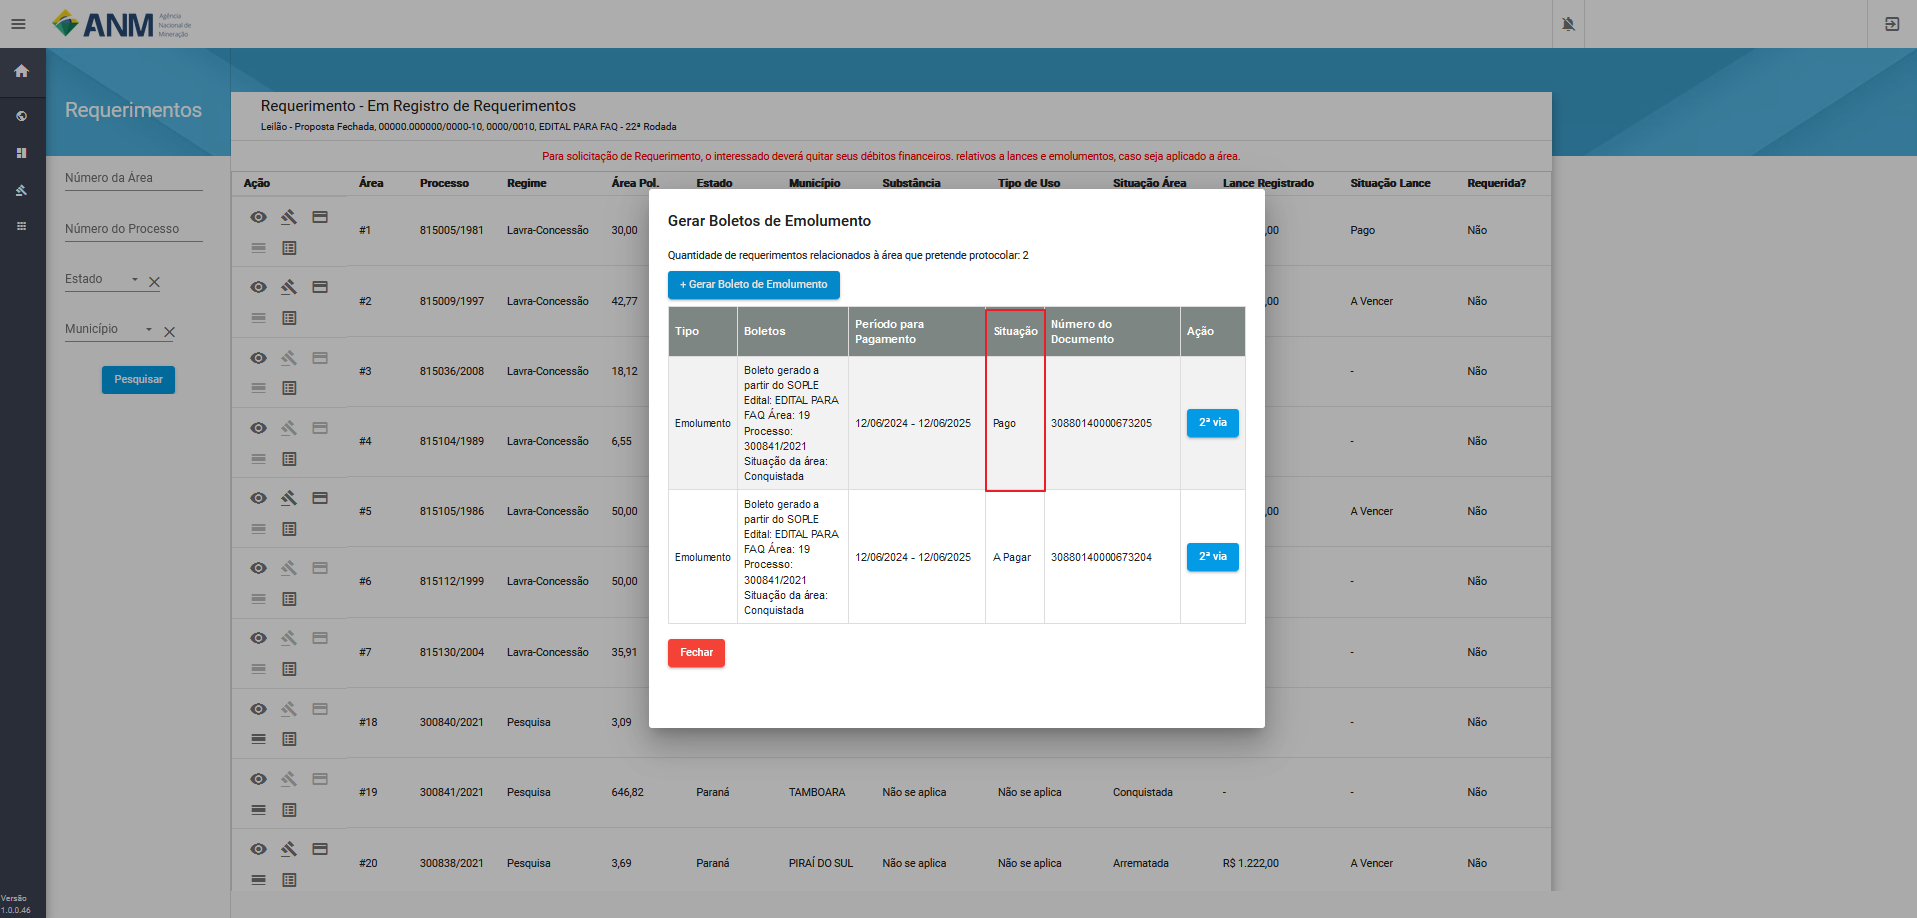 ANM
Agência
Nacional de
Mineração
Requerimentos
Número da Área
Número do Processo
Estado
Município
Pesquisar
Versão
1.0.0.46
Requerimento - Em Registro de Requerimentos
Leilão - Proposta Fechada, 00000.000000/0000-10, 0000/0010, EDITAL PARA FAQ - 22ª Rodada
Para solicitação de Requerimento, o interessado deverá quitar seus débitos financeiros. relativos a lances e emolumentos, caso seja aplicado a área.
Ação Área Processo Regime Área Pol. Estado Município Substância Tipo de Uso Situação Área Lance Registrado Situação Lance Requerida?
#1 815005/1981 Lavra-Concessão 30,00 ,00 Pago Não
#2 815009/1997 Lavra-Concessão 42,77 ,00 A Vencer Não
#3 815036/2008 Lavra-Concessão 18,12 - Não
#4 815104/1989 Lavra-Concessão 6,55 - Não
#5 815105/1986 Lavra-Concessão 50,00 ,00 A Vencer Não
#6 815112/1999 Lavra-Concessão 50,00 - Não
#7 815130/2004 Lavra-Concessão 35,91 - Não
#18 300840/2021 Pesquisa 3,09 - Não
#19 300841/2021 Pesquisa 646,82 Paraná TAMBOARA Não se aplica Não se aplica Conquistada - - Não
#20 300838/2021 Pesquisa 3,69 Paraná PIRAÍ DO SUL Não se aplica Não se aplica Arrematada R$ 1.222,00 A Vencer Não
Gerar Boletos de Emolumento
Quantidade de requerimentos relacionados à área que pretende protocolar: 2
+ Gerar Boleto de Emolumento
Tipo Boletos Período para Pagamento Situação Número do Documento Ação
Boleto gerado a
partir do SOPLE
Edital: EDITAL PARA
FAQ Área: 19
Emolumento Processo: 12/06/2024 - 12/06/2025 Pago 30880140000673205 2ª via
300841/2021
Situação da área:
Conquistada
Boleto gerado a
partir do SOPLE
Edital: EDITAL PARA
FAQ Área: 19
Emolumento Processo: 12/06/2024 - 12/06/2025 A Pagar 30880140000673204 2ª via
300841/2021
Situação da área:
Conquistada
Fechar